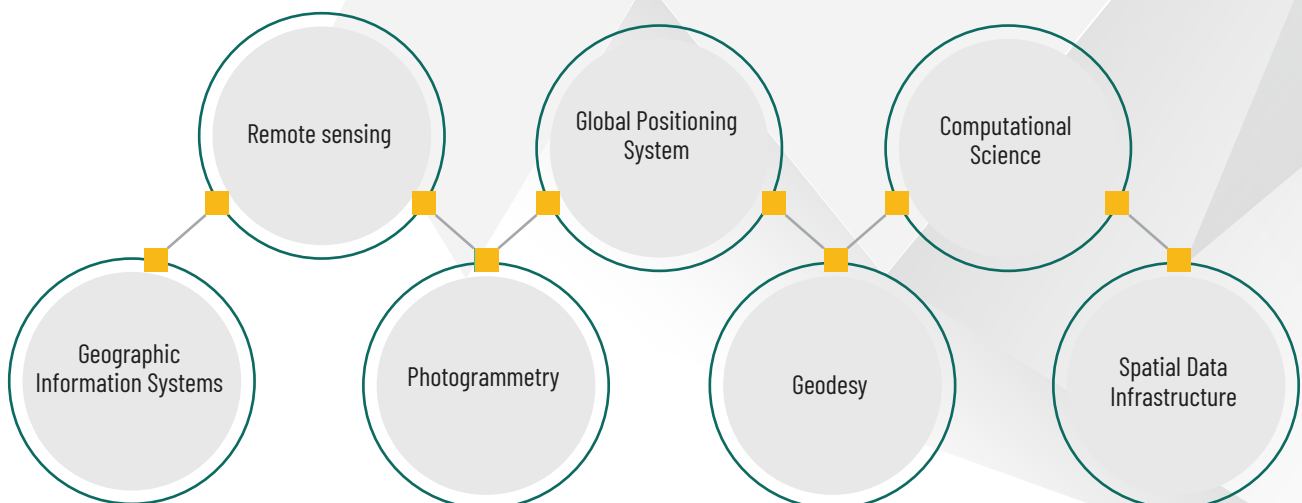 Remote sensing
Global Positioning
System
Computational
Science
Geographic
Information Systems
Photogrammetry
Geodesy
Spatial Data
Infrastructure